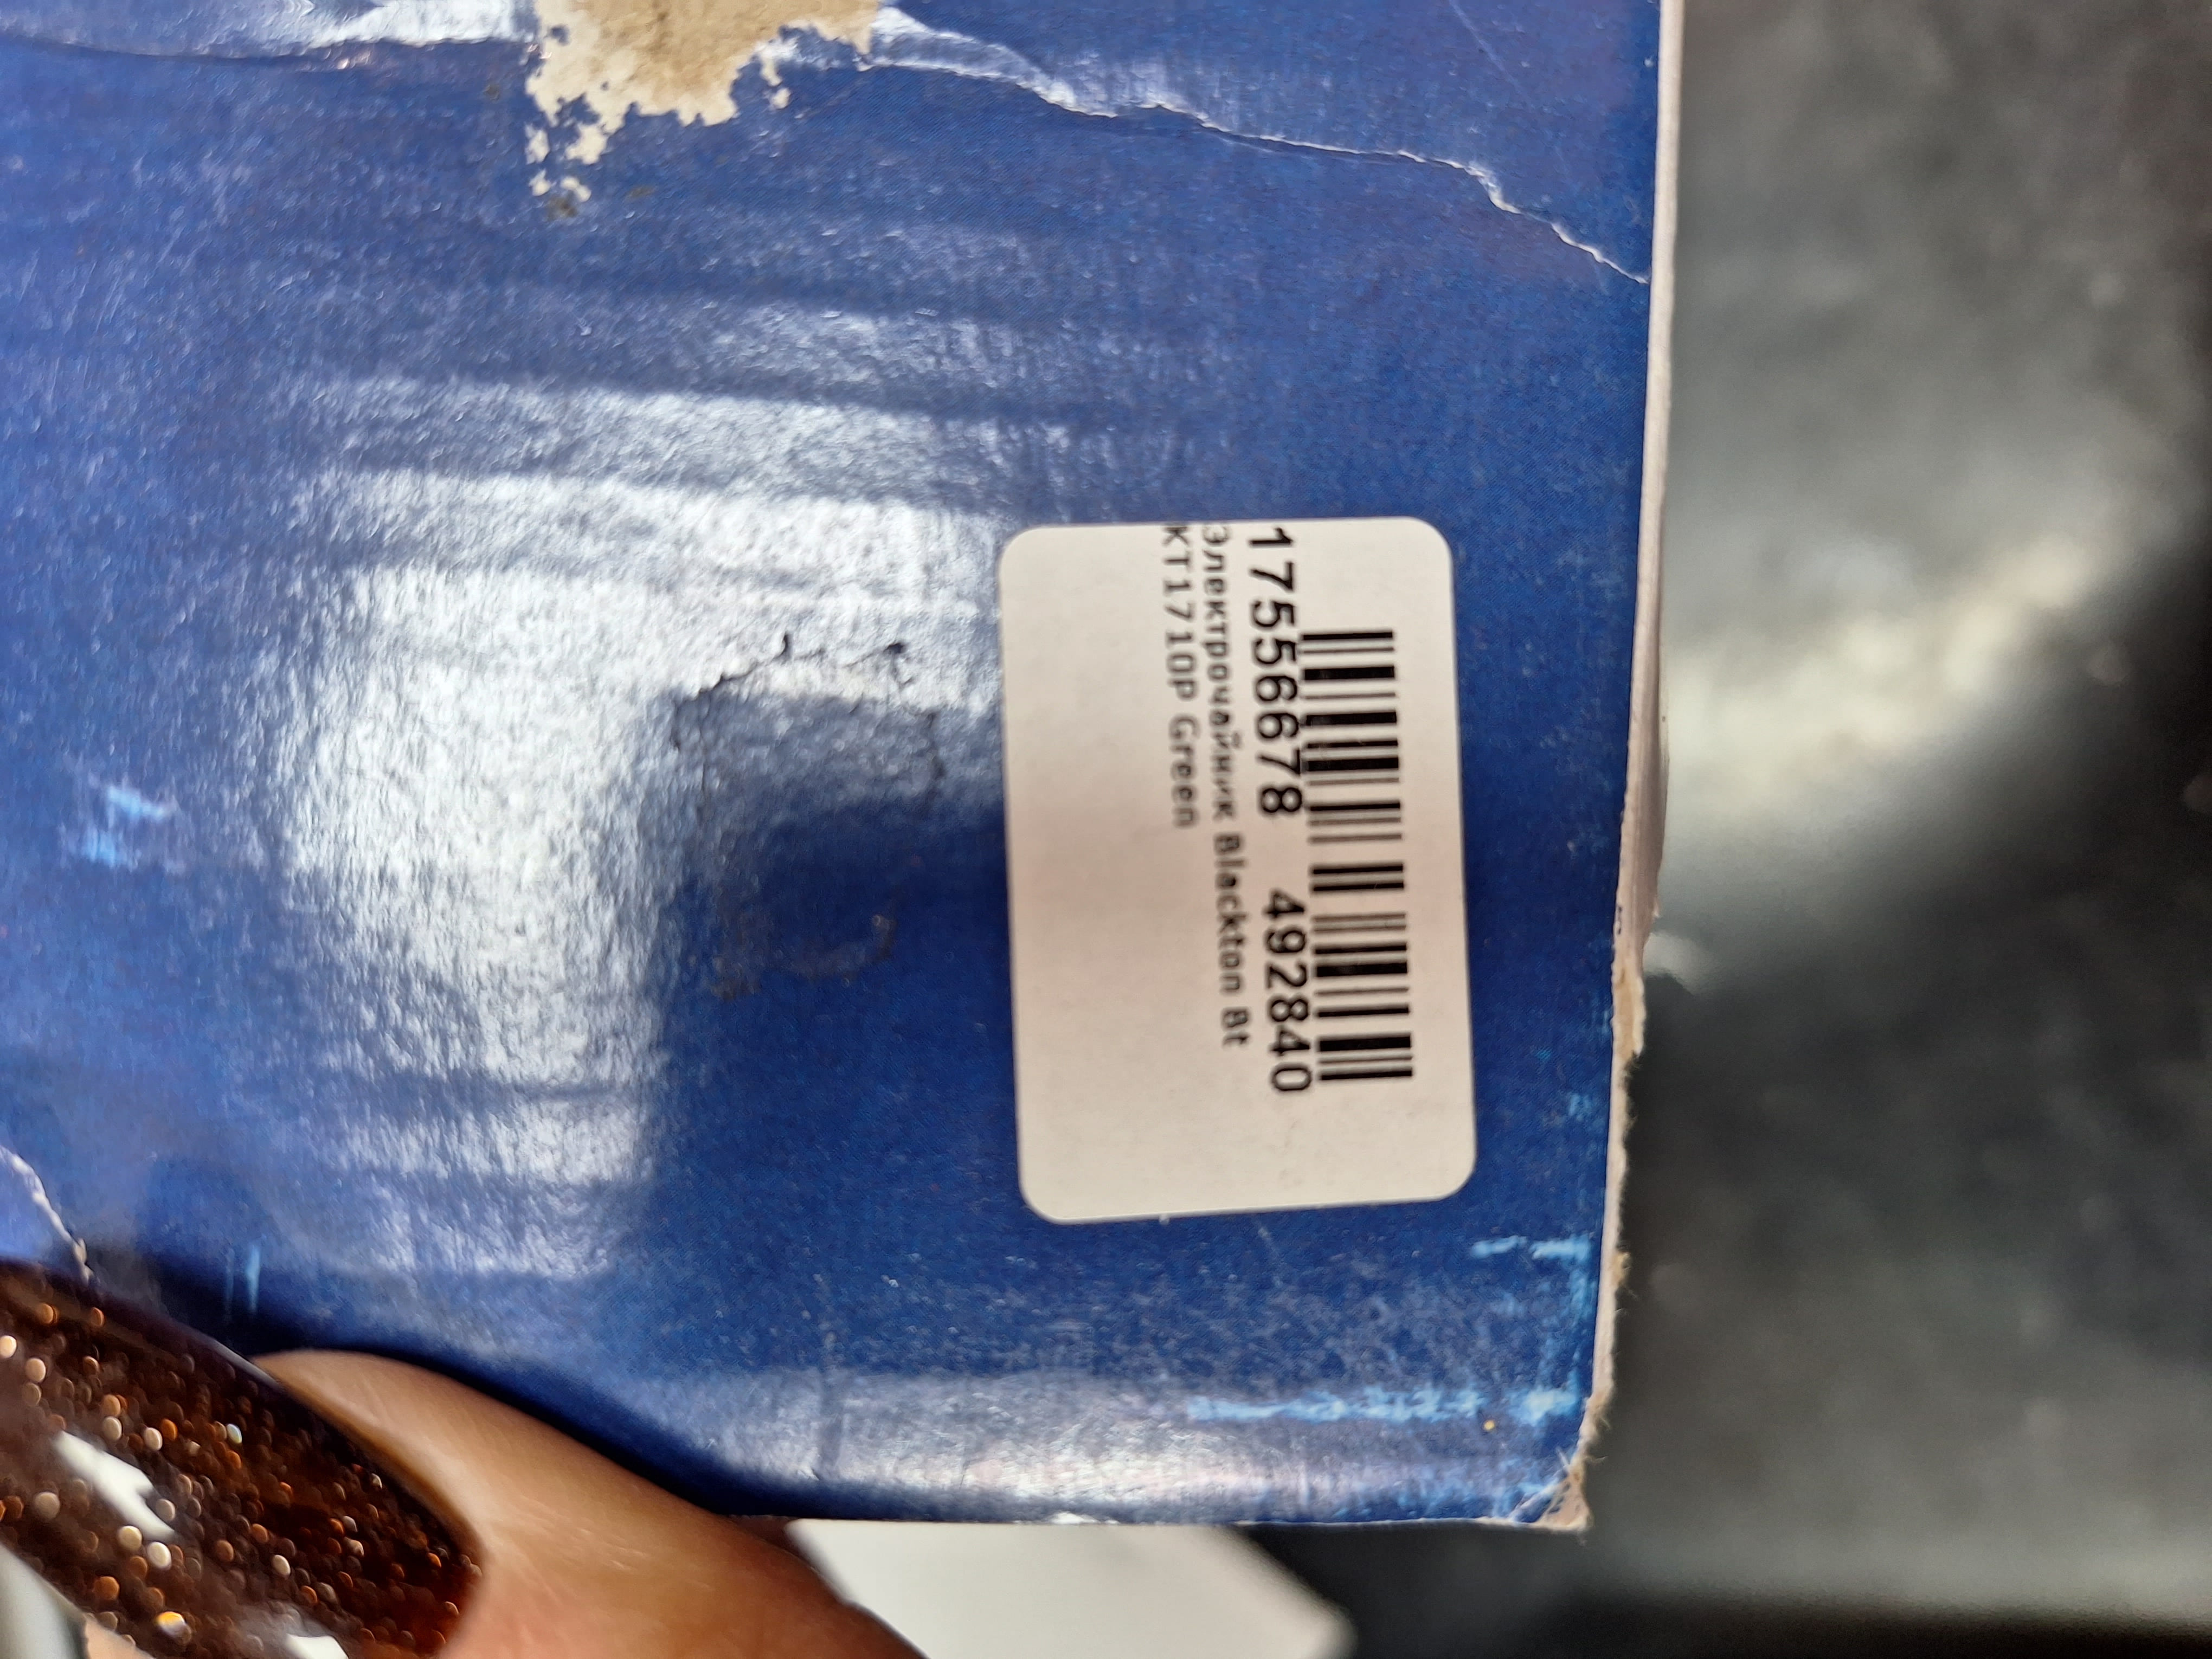 17556678 492840
Электрочайник Blackton Bt
KT1710P Green